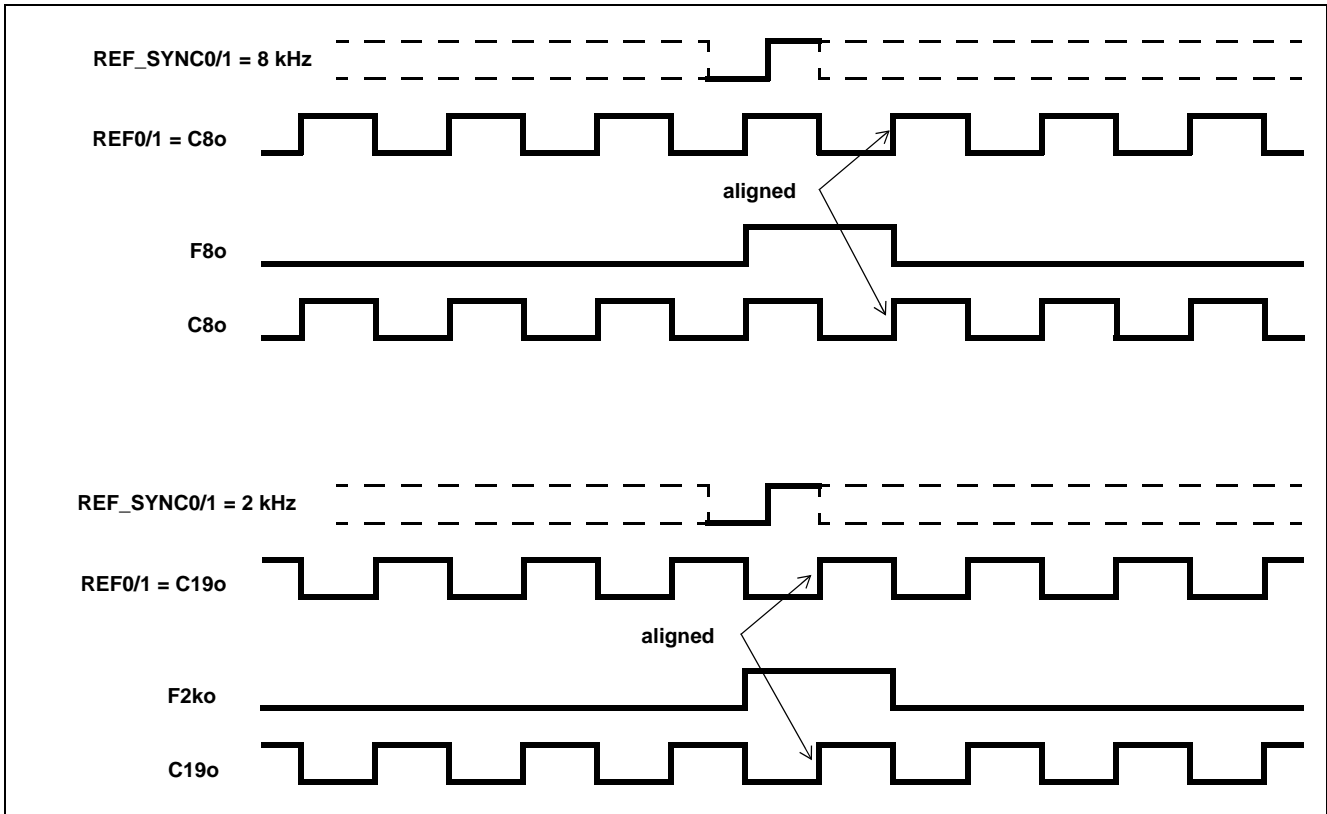 REF_SYNC0/1 = 8 kHz
REF0/1 = C8o
aligned
F8o
C8o
REF_SYNC0/1 = 2 kHz
REF0/1 = C19o
aligned
F2ko
C19o